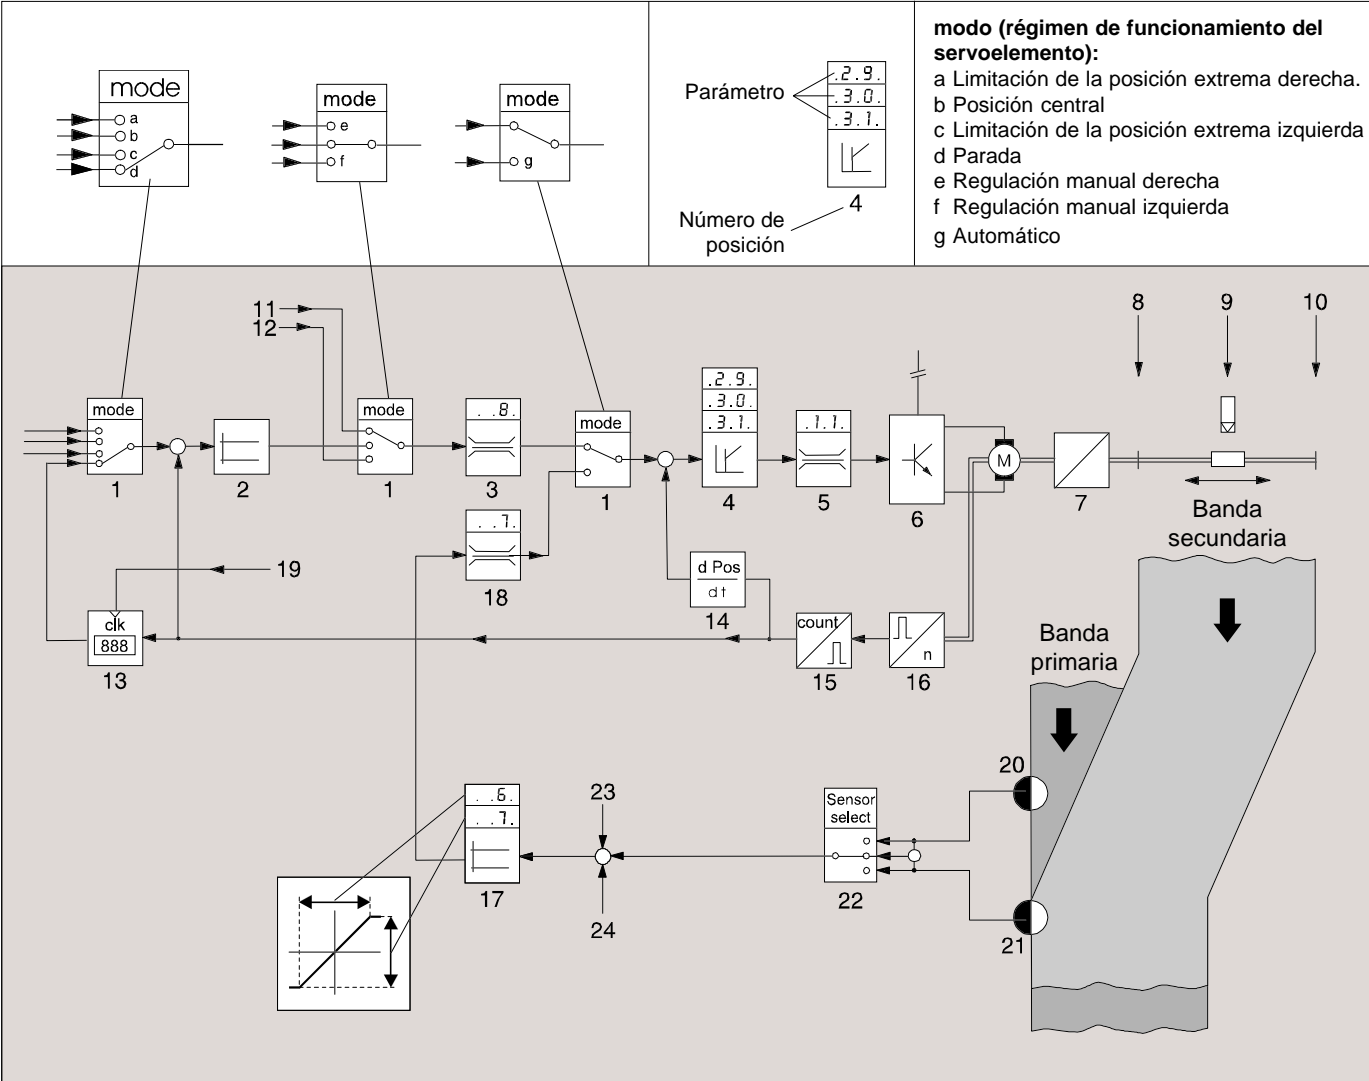 mode
a
b
c
d
mode
e
f
mode
g
Parámetro
.2.9.
.3.0.
.3.1.
4
Número de
posición
modo (régimen de funcionamiento del
servoelemento):
a Limitación de la posición extrema derecha.
b Posición central
c Limitación de la posición extrema izquierda
d Parada
e Regulación manual derecha
f Regulación manual izquierda
g Automático
11
12
8
9
10
mode
1
2
mode
1
. .8.
3
mode
1
.2.9.
.3.0.
.3.1.
4
.1.1.
5
6
M
7
Banda
secundaria
. .7.
18
19
clk
888
13
d Pos
dt
14
count
15
n
16
Banda
primaria
20
21
Sensor
select
22
23
24
. .6.
. .7.
17